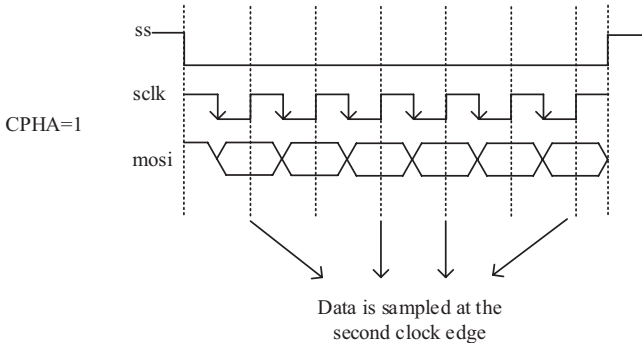 ss
sclk
CPHA=1
mosi
Data is sampled at the
second clock edge